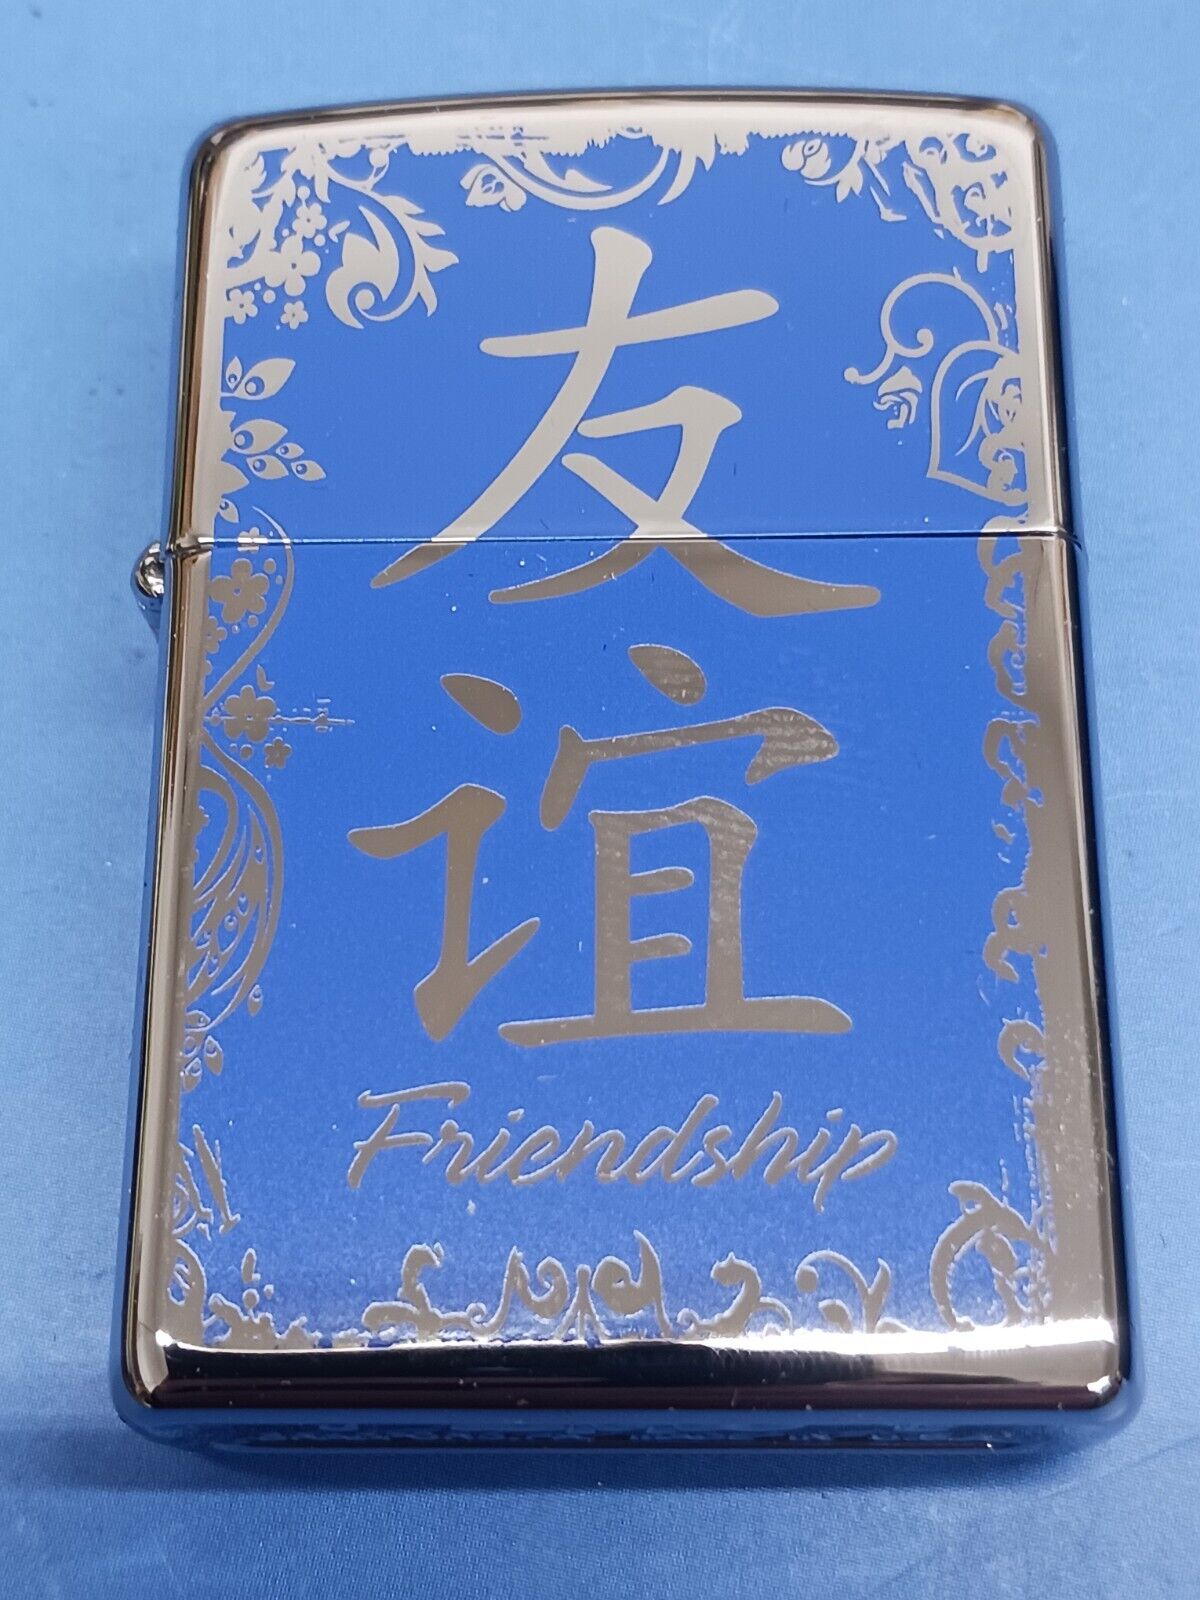 友
谊
Friendship